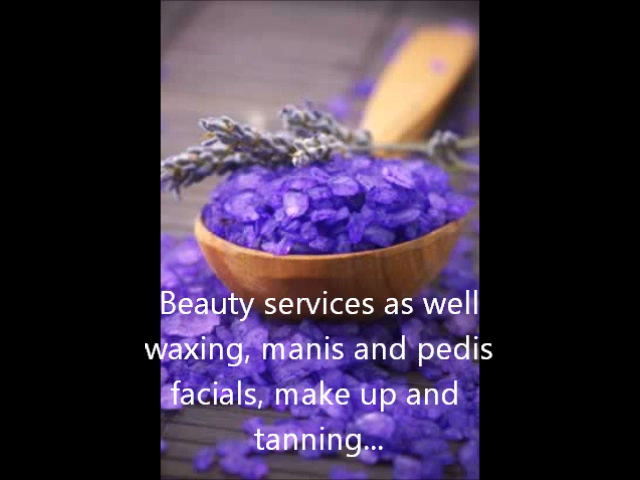 Beauty services as well
waxing, manis and pedis
facials, make up and
tanning...